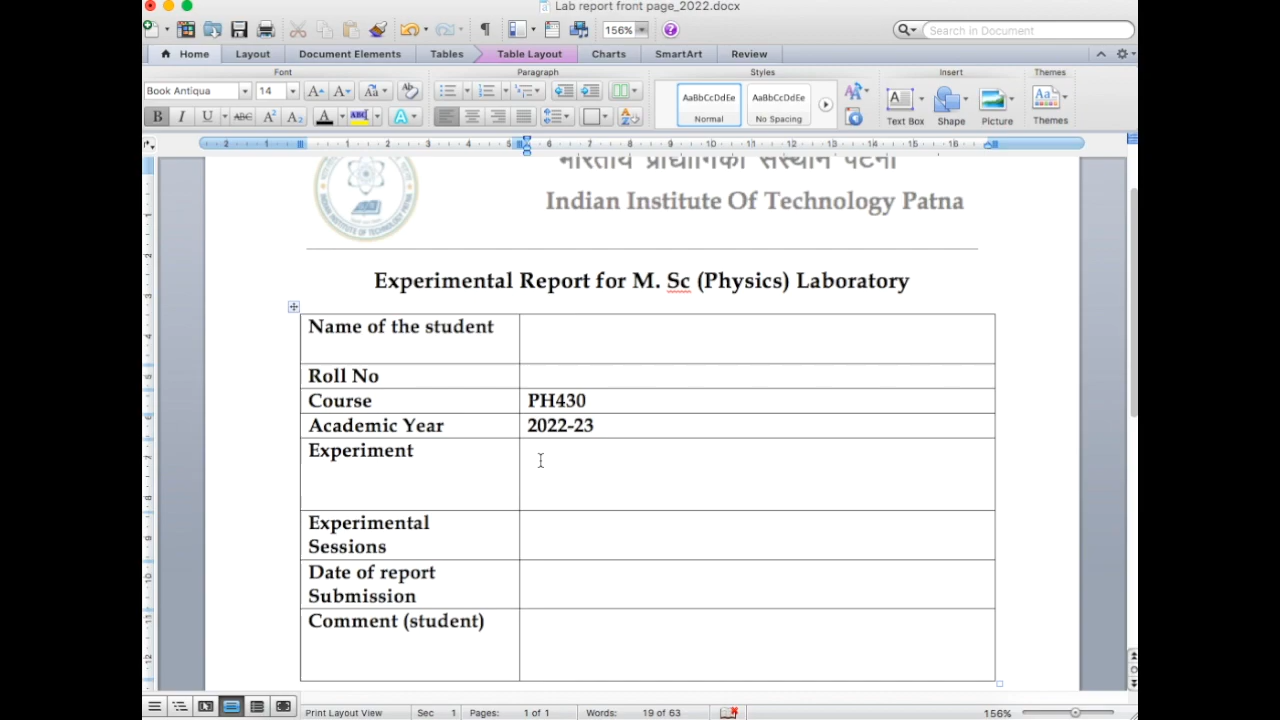 Lab report front page_2022.docx
156%
Search in Document
Home Layout Document Elements Tables Table Layout Charts SmartArt Review
Font Paragraph Styles Insert Themes
Book Antiqua 14
AaBbCcDdEe AaBbCcDdEe
Normal No Spacing Text Box Shape Picture Themes
भारतीय प्रौद्योगिकी संस्थान पटना
Indian Institute Of Technology Patna
Experimental Report for M. Sc (Physics) Laboratory
Name of the student
Roll No
Course PH430
Academic Year 2022-23
Experiment
Experimental
Sessions
Date of report
Submission
Comment (student)
Print Layout View Sec 1 Pages: 1 of 1 Words: 19 of 63 156%